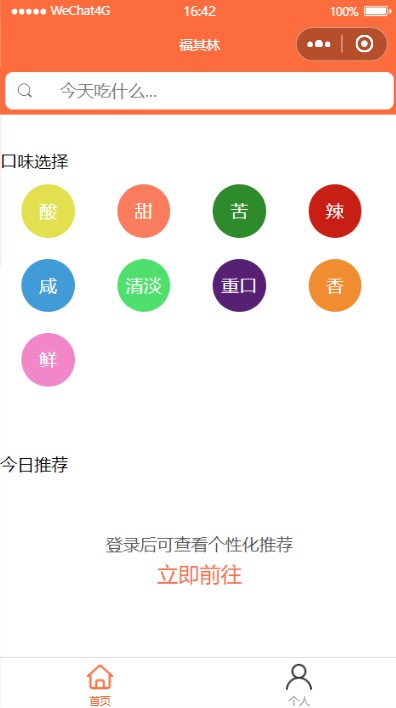 WeChat4G 16:42 100%
福其林
今天吃什么...
口味选择
酸 甜 苦 辣
咸 清淡 重口 香
鲜
今日推荐
登录后可查看个性化推荐
立即前往
首页 个人